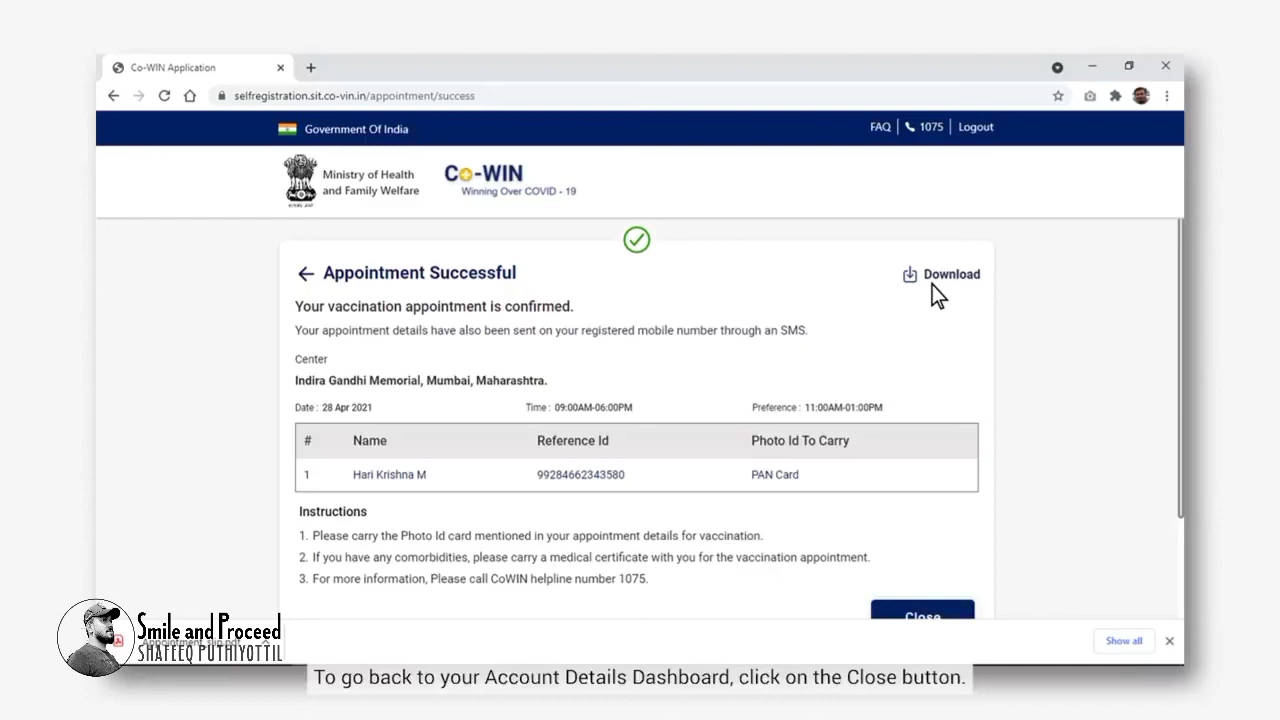 Co-WIN Application
selfregistration.sit.co-vin.in/appointment/success
Government Of India
FAQ 1075 Logout
Ministry of Health
and Family Welfare
Co-WIN
Winning Over COVID - 19
Appointment Successful
Download
Your vaccination appointment is confirmed.
Your appointment details have also been sent on your registered mobile number through an SMS.
Center
Indira Gandhi Memorial, Mumbai, Maharashtra.
Date : 28 Apr 2021 Time : 09:00AM-06:00PM Preference : 11:00AM-01:00PM
# Name Reference Id Photo Id To Carry
1 Hari Krishna M 99284662343580 PAN Card
Instructions
1. Please carry the Photo Id card mentioned in your appointment details for vaccination.
2. If you have any comorbidities, please carry a medical certificate with you for the vaccination appointment.
3. For more information, Please call CoWIN helpline number 1075.
Close
Smile and Proceed
SHAFEEQ PUTHIYOTTIL
Show all
To go back to your Account Details Dashboard, click on the Close button.